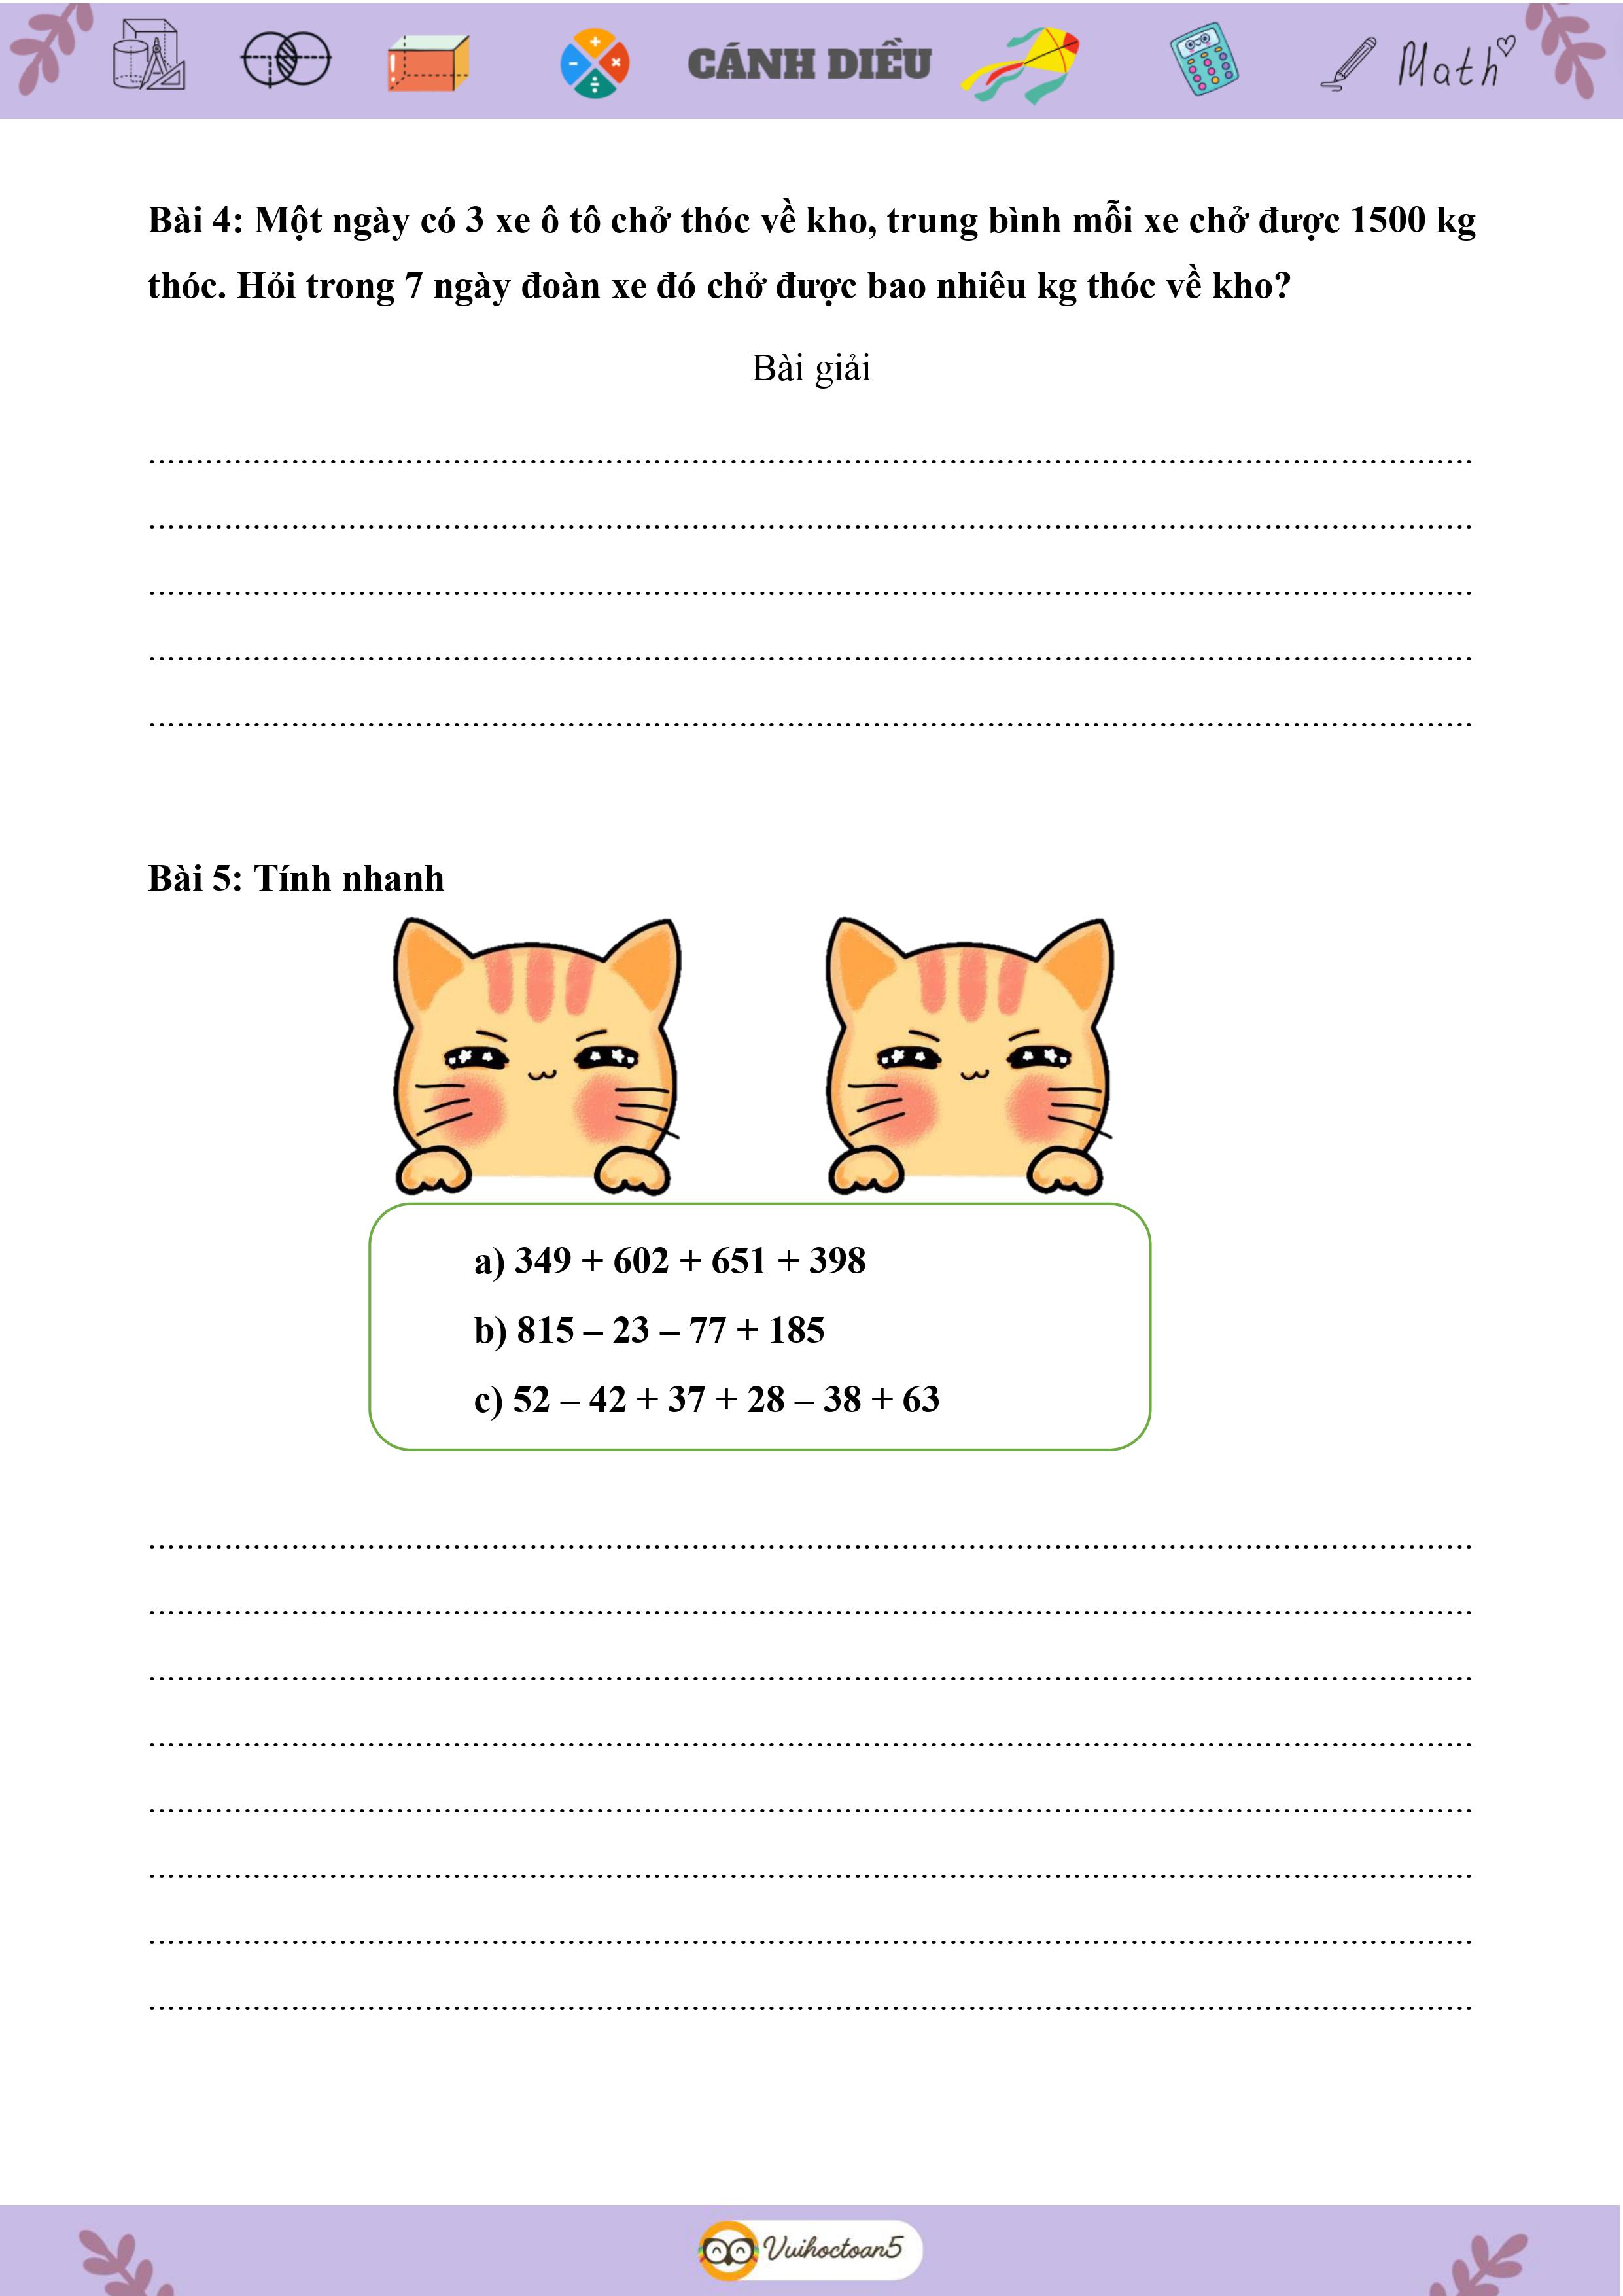 CÁNH DIỀU
Math
Bài 4: Một ngày có 3 xe ô tô chở thóc về kho, trung bình mỗi xe chở được 1500 kg
thóc. Hỏi trong 7 ngày đoàn xe đó chở được bao nhiêu kg thóc về kho?
Bài giải
Bài 5: Tính nhanh
a) 349 + 602 + 651 + 398
b) 815 – 23 – 77 + 185
c) 52 – 42 + 37 + 28 – 38 + 63
Vuihoctoan5